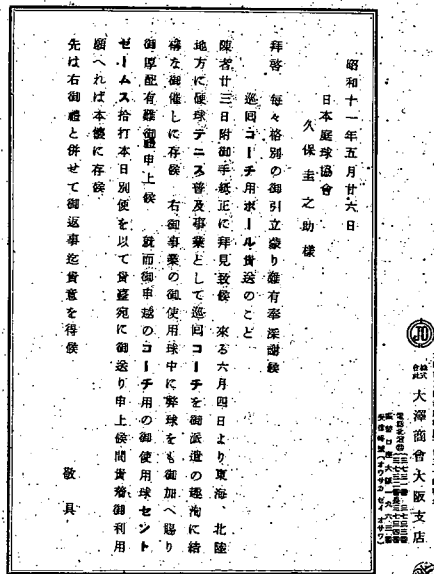 昭和十一年五月廿六日
日本庭球協會
久保圭之助様
巡回コーチ用ボール貨送のこと
拝啓　毎々格別の御引立蒙り難有奉深謝候
陳者廿三日附御手紙正に拝見致候　來る六月四日より東海、北陸
地方に硬球テニス普及事業として巡回コーチを御派遣の趣洵に結
構な御催しに存候　右御事業の御使用球中に弊球をも御加へ賜り
御厚配有難御禮申上候　就而御申越のコーチ用の御使用球セント
ゼームス拾打本日別便を以て貴臺宛に御送り申上候間貴着御利用
願へれば本懐に存候
先は右御禮と併せて御返事迄貴意を得候
敬具
株式會社 大澤商會大阪支店